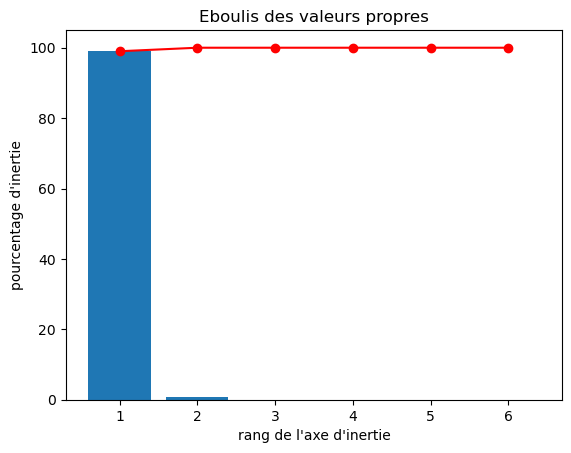 Eboulis des valeurs propres
pourcentage d'inertie
100
80
60
40
20
0
1 2 3 4 5 6
rang de l'axe d'inertie